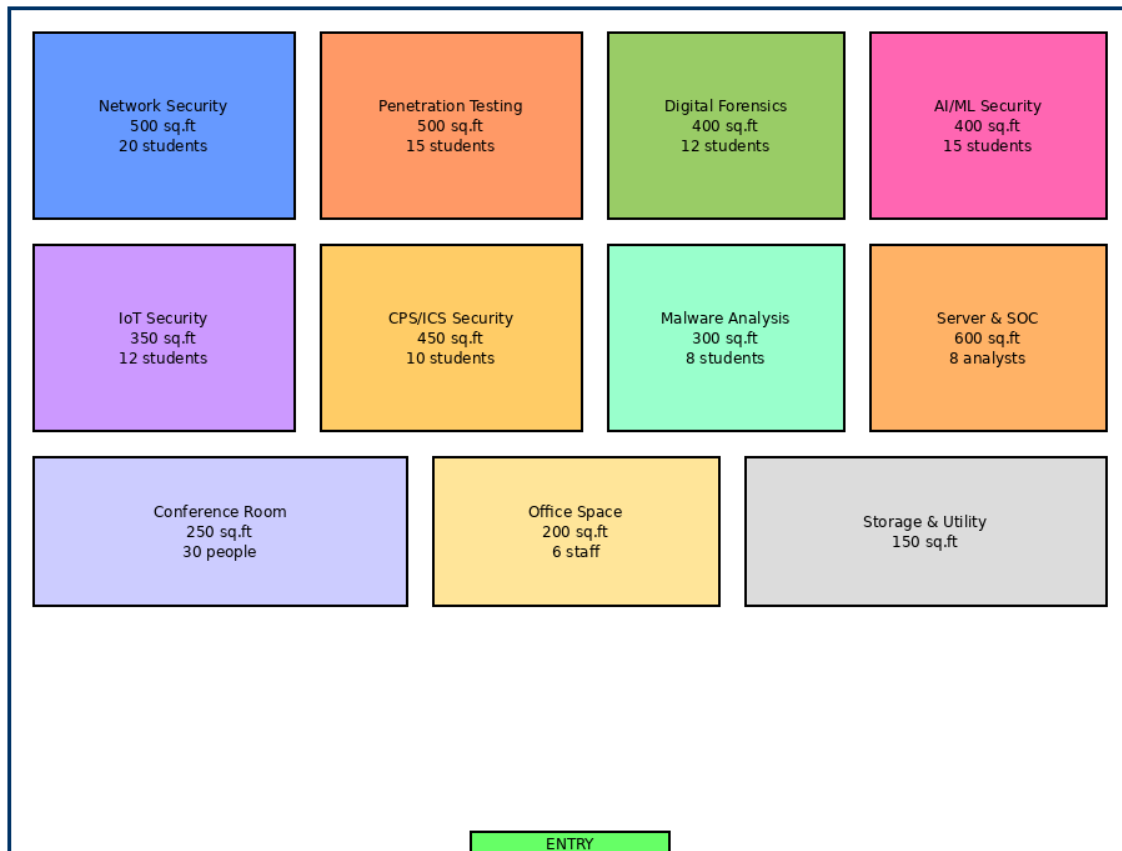 Network Security
500 sq.ft
20 students
Penetration Testing
500 sq.ft
15 students
Digital Forensics
400 sq.ft
12 students
AI/ML Security
400 sq.ft
15 students
IoT Security
350 sq.ft
12 students
CPS/ICS Security
450 sq.ft
10 students
Malware Analysis
300 sq.ft
8 students
Server & SOC
600 sq.ft
8 analysts
Conference Room
250 sq.ft
30 people
Office Space
200 sq.ft
6 staff
Storage & Utility
150 sq.ft
ENTRY